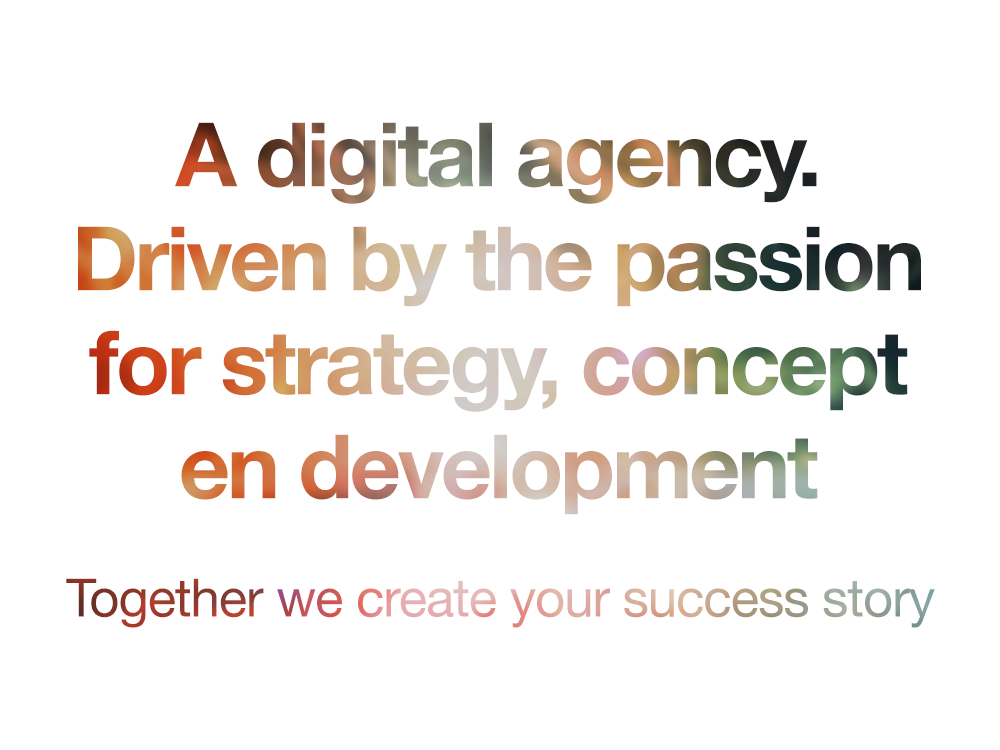 A digital agency.
Driven by the passion
for strategy, concept
en development
Together we create your success story